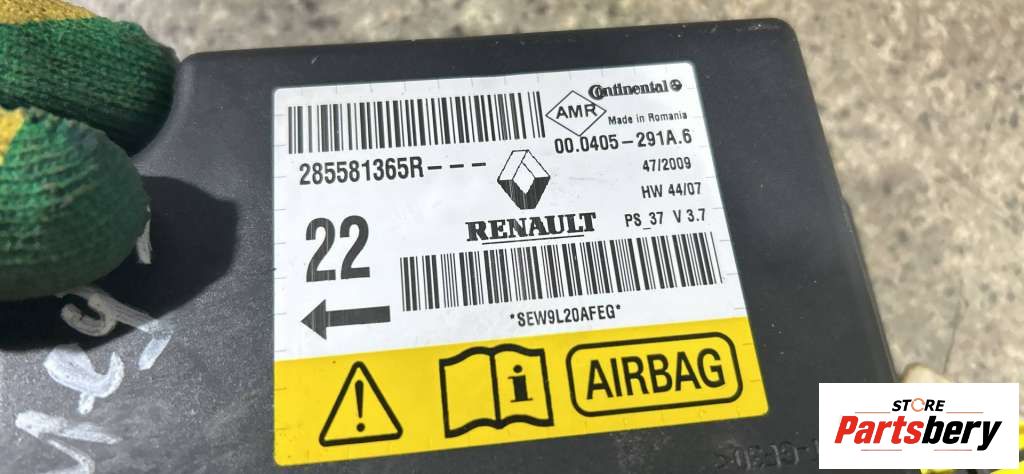 Continental
AMR
Made in Romania
285581365R---
00.0405-291A.6
47/2009
HW 44/07
22
RENAULT
PS_37 V 3.7
*SEW9L20AFEG*
i
AIRBAG
STORE
Partsbery